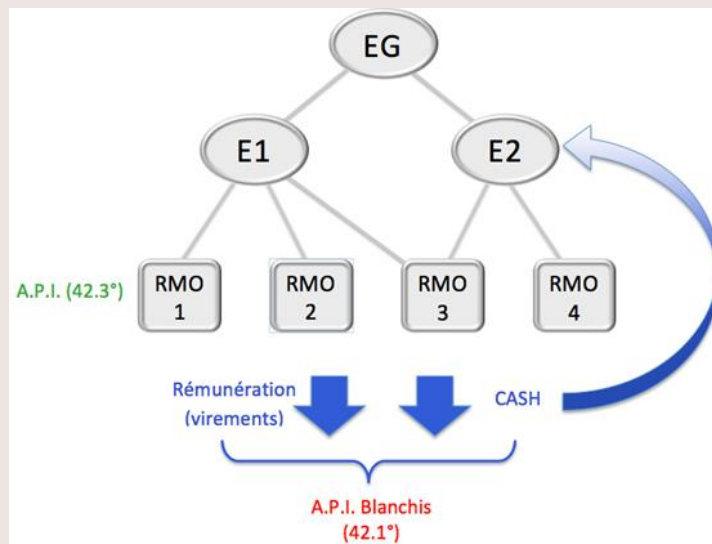 EG
E1
E2
A.P.I. (42.3°)
RMO
1
RMO
2
RMO
3
RMO
4
Rémunération
(virements)
CASH
A.P.I. Blanchis
(42.1°)